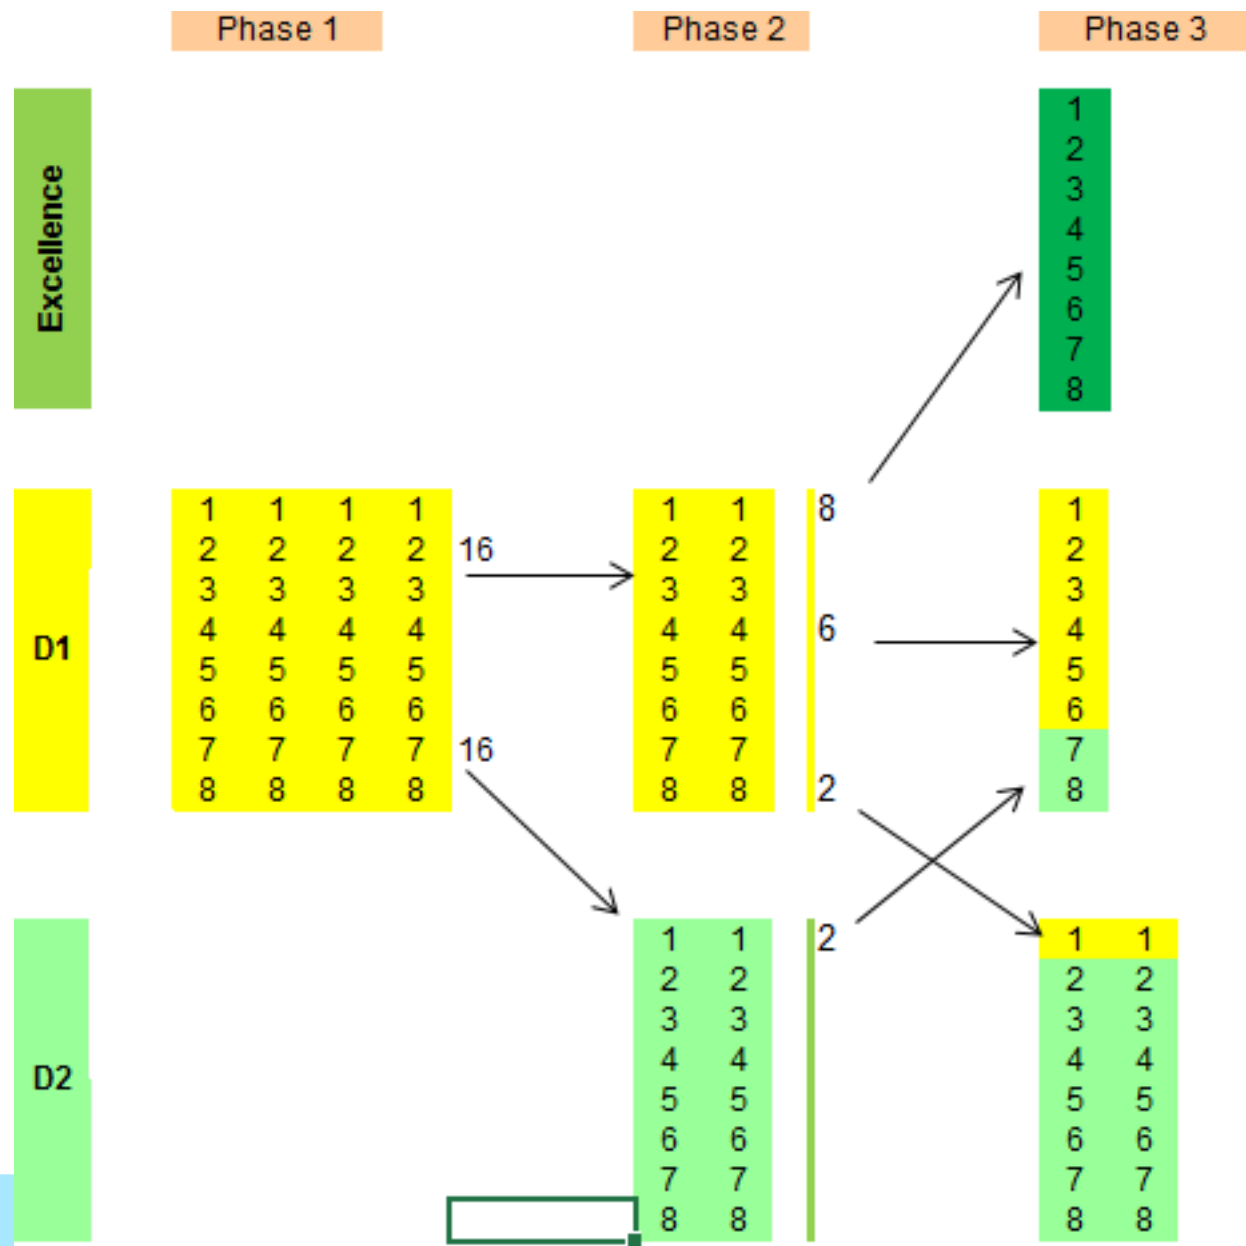 Phase 1 Phase 2 Phase 3
Excellence
1
2
3
4
5
6
7
8
D1
1 1 1 1 16 1 1 8 1
2 2 2 2 2 2 2
3 3 3 3 3 3 3
4 4 4 4 4 4 6 4
5 5 5 5 5 5 5
6 6 6 6 6 6 6
7 7 7 7 16 7 7 7
8 8 8 8 8 8 2 8
D2
1 1 2 1 1
2 2 2 2
3 3 3 3
4 4 4 4
5 5 5 5
6 6 6 6
7 7 7 7
8 8 8 8